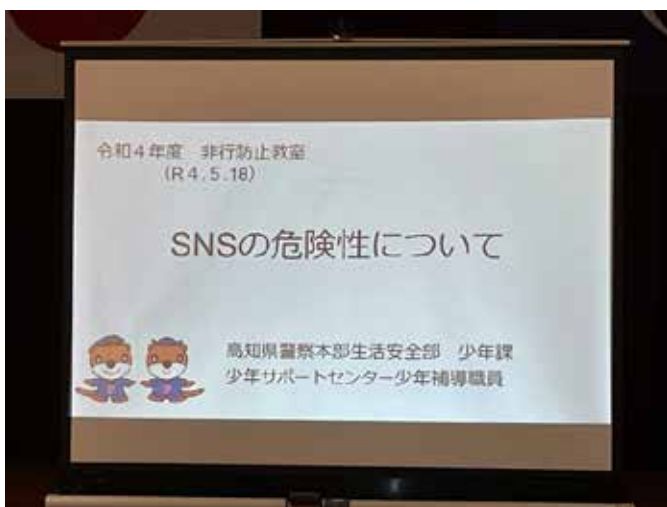 令和4年度 非行防止教室
(R4.5.18)
SNSの危険性について
高知県警察本部生活安全部 少年課
少年サポートセンター少年補導職員